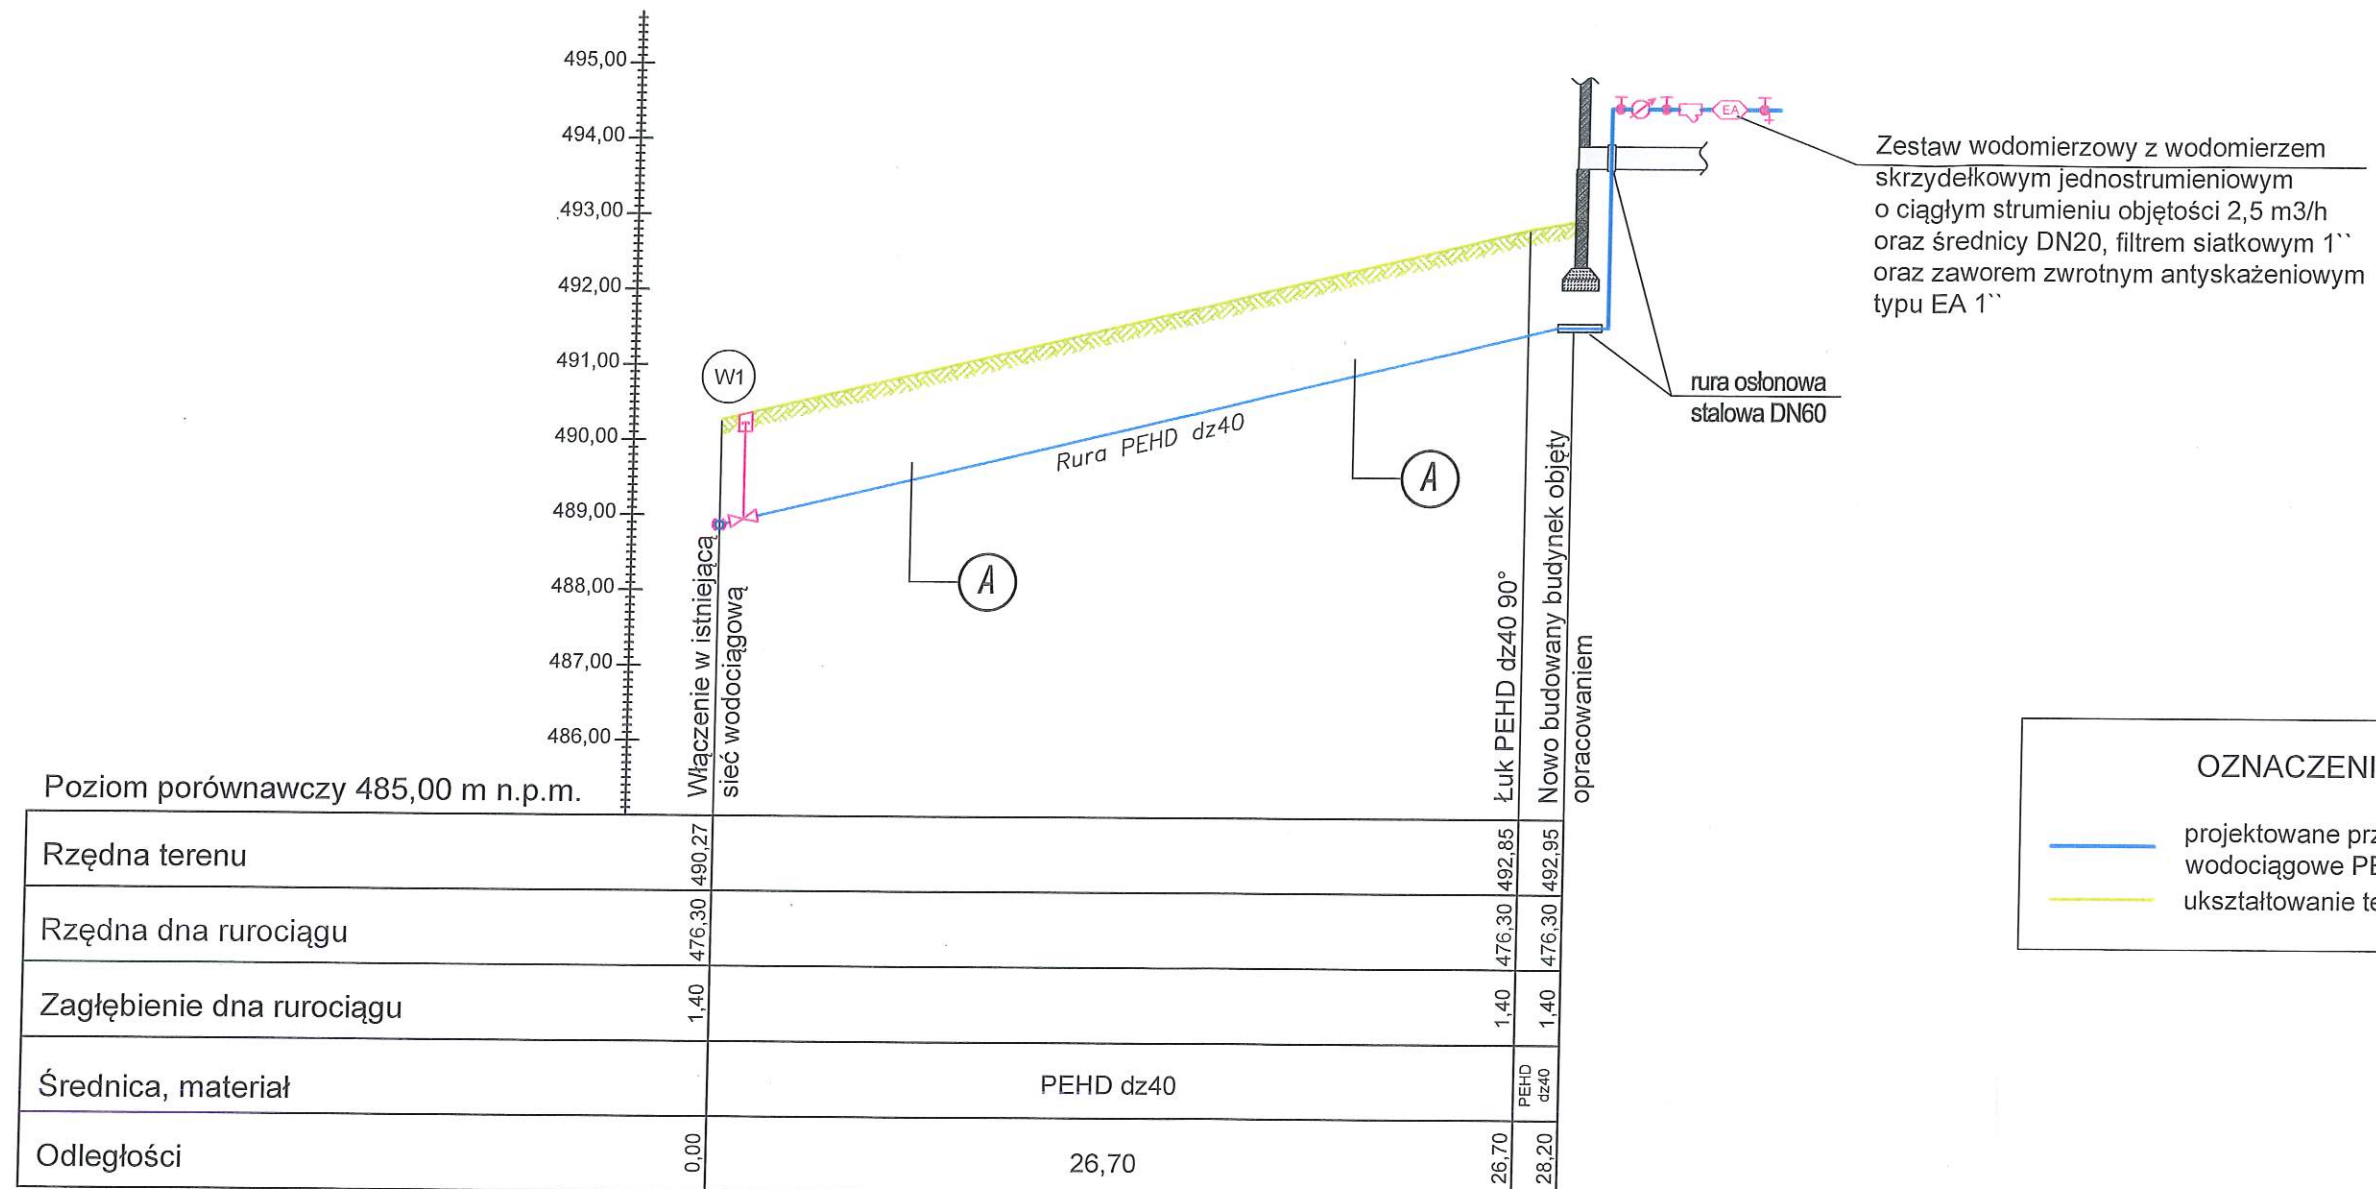 495,00
494,00
493,00
492,00
491,00
490,00
489,00
488,00
487,00
486,00
W1
EA
Zestaw wodomierzowy z wodomierzem
skrzydełkowym jednostrumieniowym
o ciągłym strumieniu objętości 2,5 m3/h
oraz średnicy DN20, filtrem siatkowym 1``
oraz zaworem zwrotnym antyskażeniowym
typu EA 1``
rura osłonowa
stalowa DN60
Rura PEHD dz40
A
A
Włączenie w istniejącą
sieć wodociągową
Łuk PEHD dz40 90°
Nowo budowany budynek objęty
opracowaniem
OZNACZENI
projektowane prz
wodociągowe PE
ukształtowanie te
Poziom porównawczy 485,00 m n.p.m.
Rzędna terenu 490,27 492,85 492,95
Rzędna dna rurociągu 476,30 476,30 476,30
Zagłębienie dna rurociągu 1,40 1,40 1,40
Średnica, materiał PEHD dz40 PEHD
dz40
Odległości 0,00 26,70 26,70 28,20